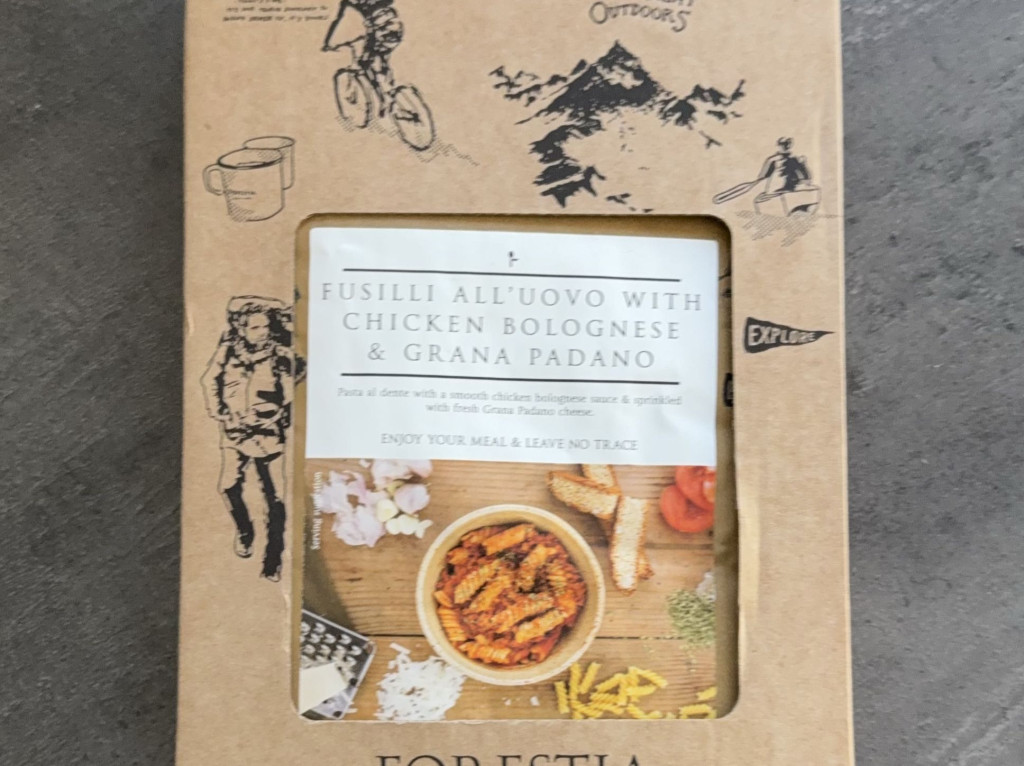 OUTDOORS
FUSILLI ALL'UOVO WITH
CHICKEN BOLOGNESE
& GRANA PADANO
Pasta al dente with a smooth chicken bolognese sauce & sprinkled
with fresh Grana Padano cheese.
ENJOY YOUR MEAL & LEAVE NO TRACE
EXPLORE
Serving
FORESTIA